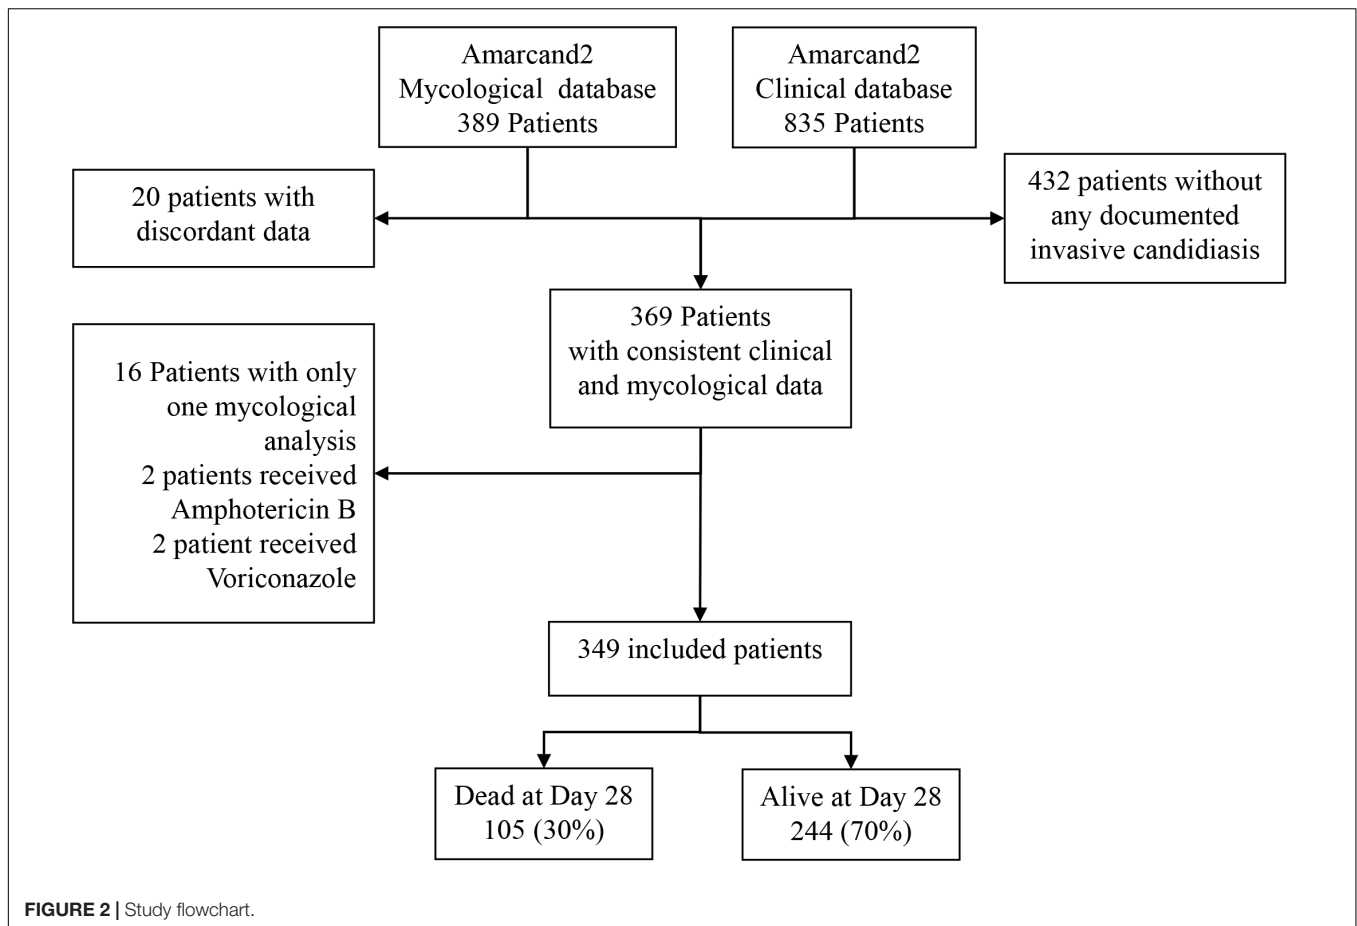 Amarcand2
Mycological database
389 Patients
Amarcand2
Clinical database
835 Patients
20 patients with
discordant data
432 patients without
any documented
invasive candidiasis
369 Patients
with consistent clinical
and mycological data
16 Patients with only
one mycological
analysis
2 patients received
Amphotericin B
2 patient received
Voriconazole
349 included patients
Dead at Day 28
105 (30%)
Alive at Day 28
244 (70%)
FIGURE 2 | Study flowchart.